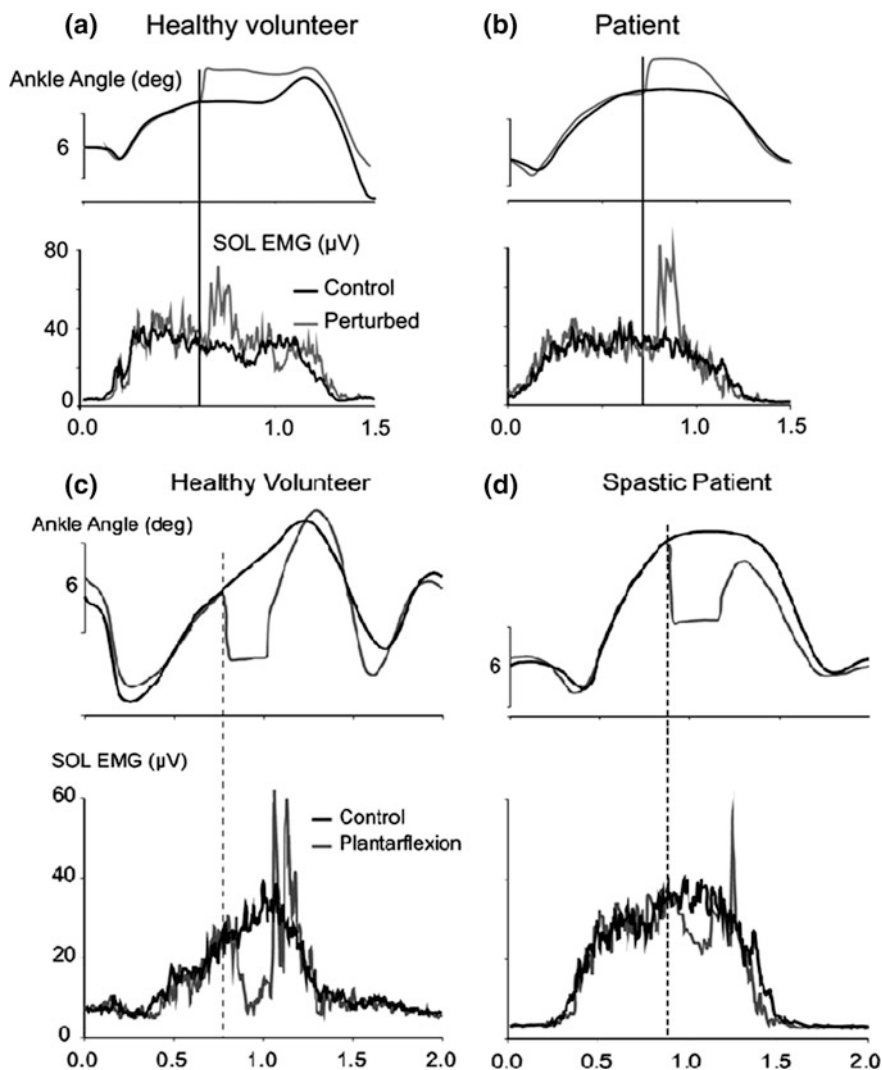 (a) Healthy volunteer
Ankle Angle (deg)
6
SOL EMG (µV)
80
40
0
Control
Perturbed
0.0 1.0 1.5
(b) Patient
6
0.0 1.0 1.5
(c) Healthy Volunteer
Ankle Angle (deg)
6
SOL EMG (µV)
60
40
20
0
Control
Plantarflexion
0.0 0.5 1.0 1.5 2.0
(d) Spastic Patient
6
0.0 0.5 1.0 1.5 2.0